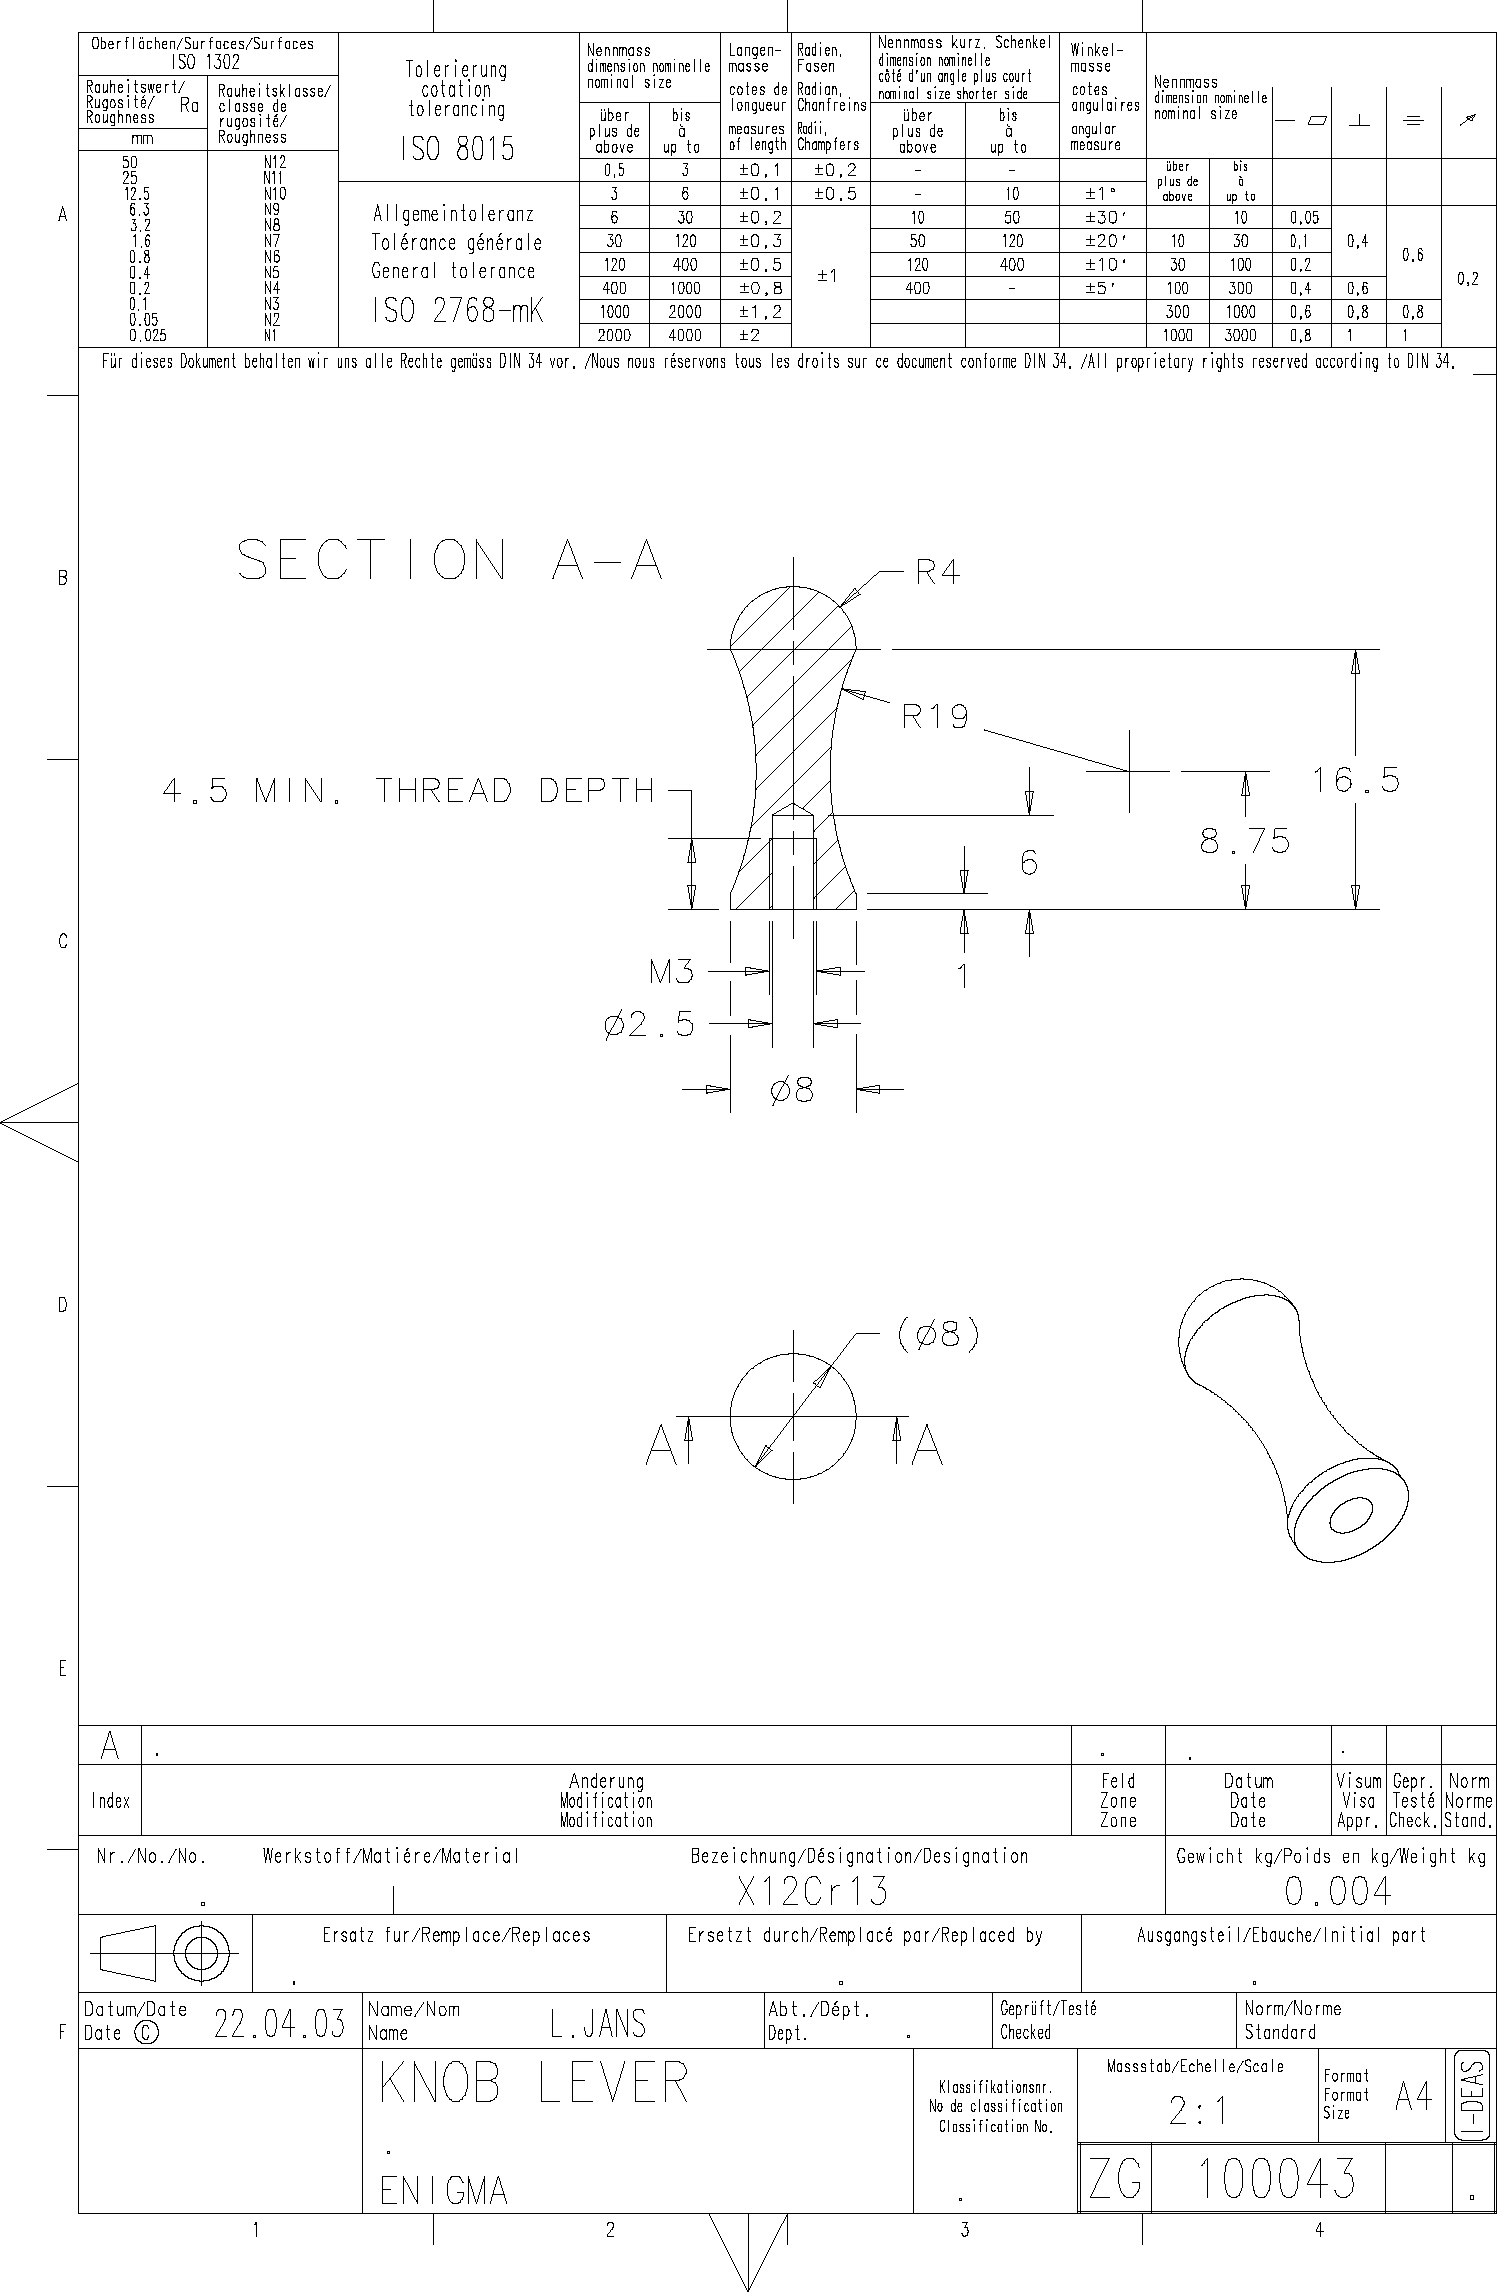 Oberflächen/Surfaces/Surfaces
ISO 1302
Rauheitswert/
Rugosité/ Ra
Roughness
mm
Rauheitsklasse/
classe de
rugosité/
Roughness
50 N12
25 N11
12.5 N10
6.3 N9
3.2 N8
1.6 N7
0.8 N6
0.4 N5
0.2 N4
0.1 N3
0.05 N2
0.025 N1
Tolerierung
cotation
tolerancing
ISO 8015
Allgemeintoleranz
Tolérance générale
General tolerance
ISO 2768-mK
Nennmass
dimension nominelle
nominal size
über
plus de
above
bis
à
up to
Langen-
masse
cotes de
longueur
measures
of length
Radien,
Fasen
Radian,
Chanfreins
Radii,
Champfers
Nennmass kurz. Schenkel
dimension nominelle
côté d'un angle plus court
nominal size shorter side
über
plus de
above
bis
à
up to
Winkel-
masse
cotes
angulaires
angular
measure
0,5 3 ±0,1 ±0,2 - -
3 6 ±0,1 ±0,5 - 10 ±1°
6 30 ±0,2 10 50 ±30'
30 120 ±0,3 50 120 ±20'
120 400 ±0,5 120 400 ±10'
±1
400 1000 ±0,8 400 - ±5'
1000 2000 ±1,2
2000 4000 ±2
Nennmass
dimension nominelle
nominal size
über
plus de
above
bis
à
up to
10 0,05
10 30 0,1 0,4
0,6
30 100 0,2
0,2
100 300 0,4 0,6
300 1000 0,6 0,8 0,8
1000 3000 0,8 1 1
Für dieses Dokument behalten wir uns alle Rechte gemäss DIN 34 vor. /Nous nous réservons tous les droits sur ce document conforme DIN 34. /All proprietary rights reserved according to DIN 34.
A
B
C
D
E
F
SECTION A-A
R4
R19
4.5 MIN. THREAD DEPTH
16.5
8.75
6
1
M3
ø2.5
ø8
(ø8)
A A
A . . . .
Index
Anderung
Modification
Modification
Feld
Zone
Zone
Datum
Date
Date
Visum
Visa
Appr.
Gepr.
Testé
Check.
Norm
Norme
Stand.
Nr./No./No.
.
Werkstoff/Matiére/Material
Bezeichnung/Désignation/Designation
X12Cr13
Gewicht kg/Poids en kg/Weight kg
0.004
Ersatz fur/Remplace/Replaces
.
Ersetzt durch/Remplacé par/Replaced by
.
Ausgangsteil/Ebauche/Initial part
.
Datum/Date
Date © 22.04.03
Name/Nom
Name
L.JANS
Abt./Dépt.
Dept. .
Geprüft/Testé
Checked
Norm/Norme
Standard
KNOB LEVER
.
ENIGMA
Klassifikationsnr.
No de classification
Classification No.
.
Massstab/Echelle/Scale
2:1
Format
Format
Size
A4
I-DEAS
ZG 100043 .
1 2 3 4